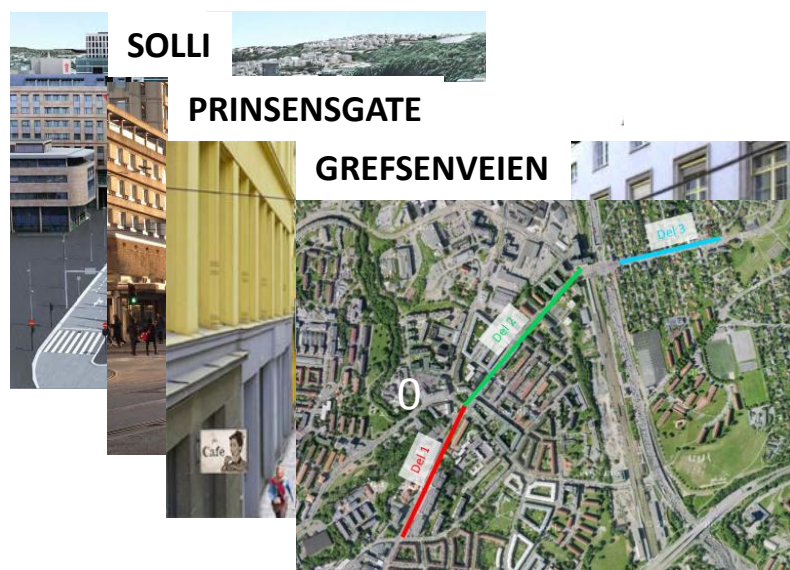 SOLLI
PRINSENSGATE
GREFSENVEIEN
Del 3
Del 2
0
Cafe
Del 1